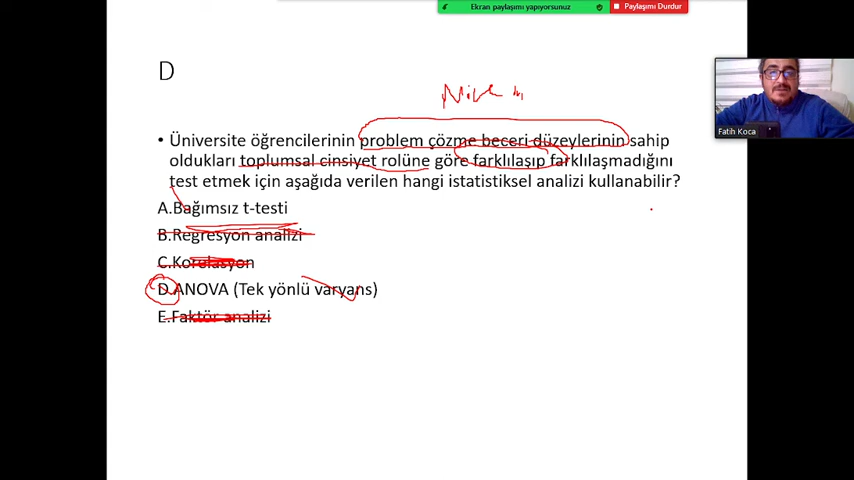 Ekran paylaşımı yapıyorsunuz
Paylaşımı Durdur
D
Fatih Koca
• Üniversite öğrencilerinin problem çözme beceri düzeylerinin sahip
oldukları toplumsal cinsiyet rolüne göre farklılaşıp farklılaşmadığını
test etmek için aşağıda verilen hangi istatistiksel analizi kullanabilir?
A.Bağımsız t-testi
B.Regresyon analizi
C.Korulasyon
D.ANOVA (Tek yönlü varyans)
E.Faktör analizi